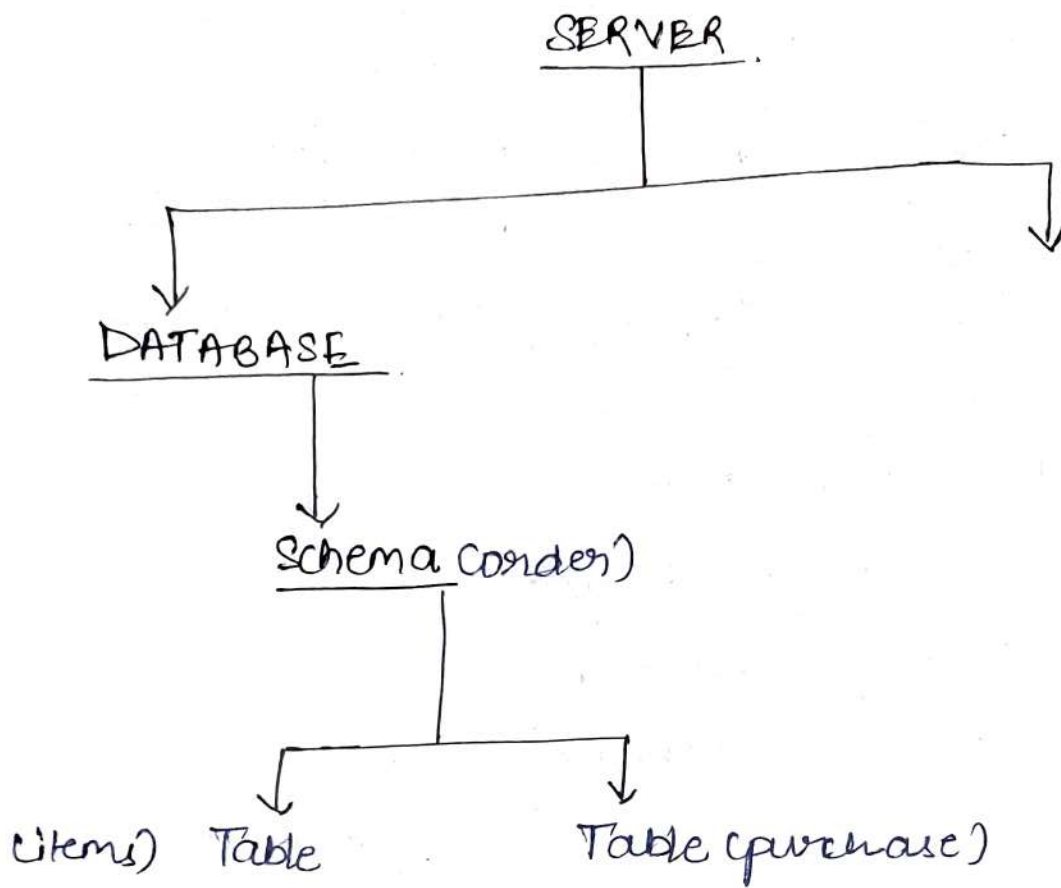 SERVER
DATABASE
Schema (order)
(items) Table
Table (purchase)